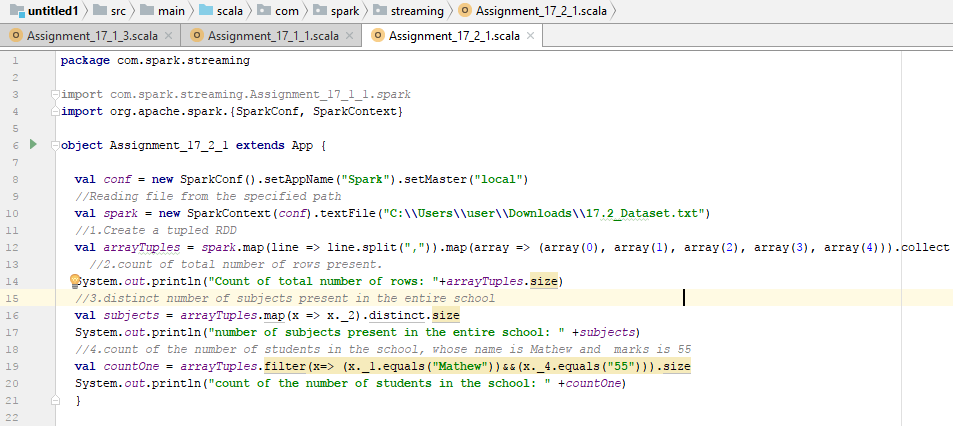 untitled1 src main scala com spark streaming Assignment_17_2_1.scala
Assignment_17_1_3.scala Assignment_17_1_1.scala Assignment_17_2_1.scala
1 package com.spark.streaming
2
3 import com.spark.streaming.Assignment_17_1_1.spark
4 import org.apache.spark.{SparkConf, SparkContext}
5
6 object Assignment_17_2_1 extends App {
7
8 val conf = new SparkConf().setAppName("Spark").setMaster("local")
9 //Reading file from the specified path
10 val spark = new SparkContext(conf).textFile("C:\\Users\\user\\Downloads\\17.2_Dataset.txt")
11 //1.Create a tupled RDD
12 val arrayTuples = spark.map(line => line.split(",")).map(array => (array(0), array(1), array(2), array(3), array(4))).collect
13 //2.count of total number of rows present.
14 System.out.println("Count of total number of rows: "+arrayTuples.size)
15 //3.distinct number of subjects present in the entire school
16 val subjects = arrayTuples.map(x => x._2).distinct.size
17 System.out.println("number of subjects present in the entire school: " +subjects)
18 //4.count of the number of students in the school, whose name is Mathew and  marks is 55
19 val countOne = arrayTuples.filter(x=> (x._1.equals("Mathew"))&&(x._4.equals("55"))).size
20 System.out.println("count of the number of students in the school: " +countOne)
21 }
22